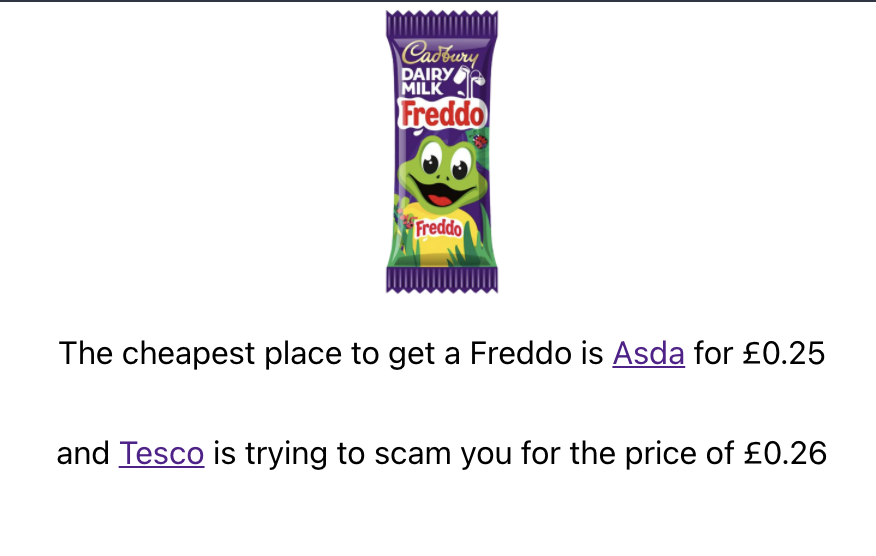 Cadbury
DAIRY
MILK
Freddo
Freddo
The cheapest place to get a Freddo is Asda for £0.25
and Tesco is trying to scam you for the price of £0.26